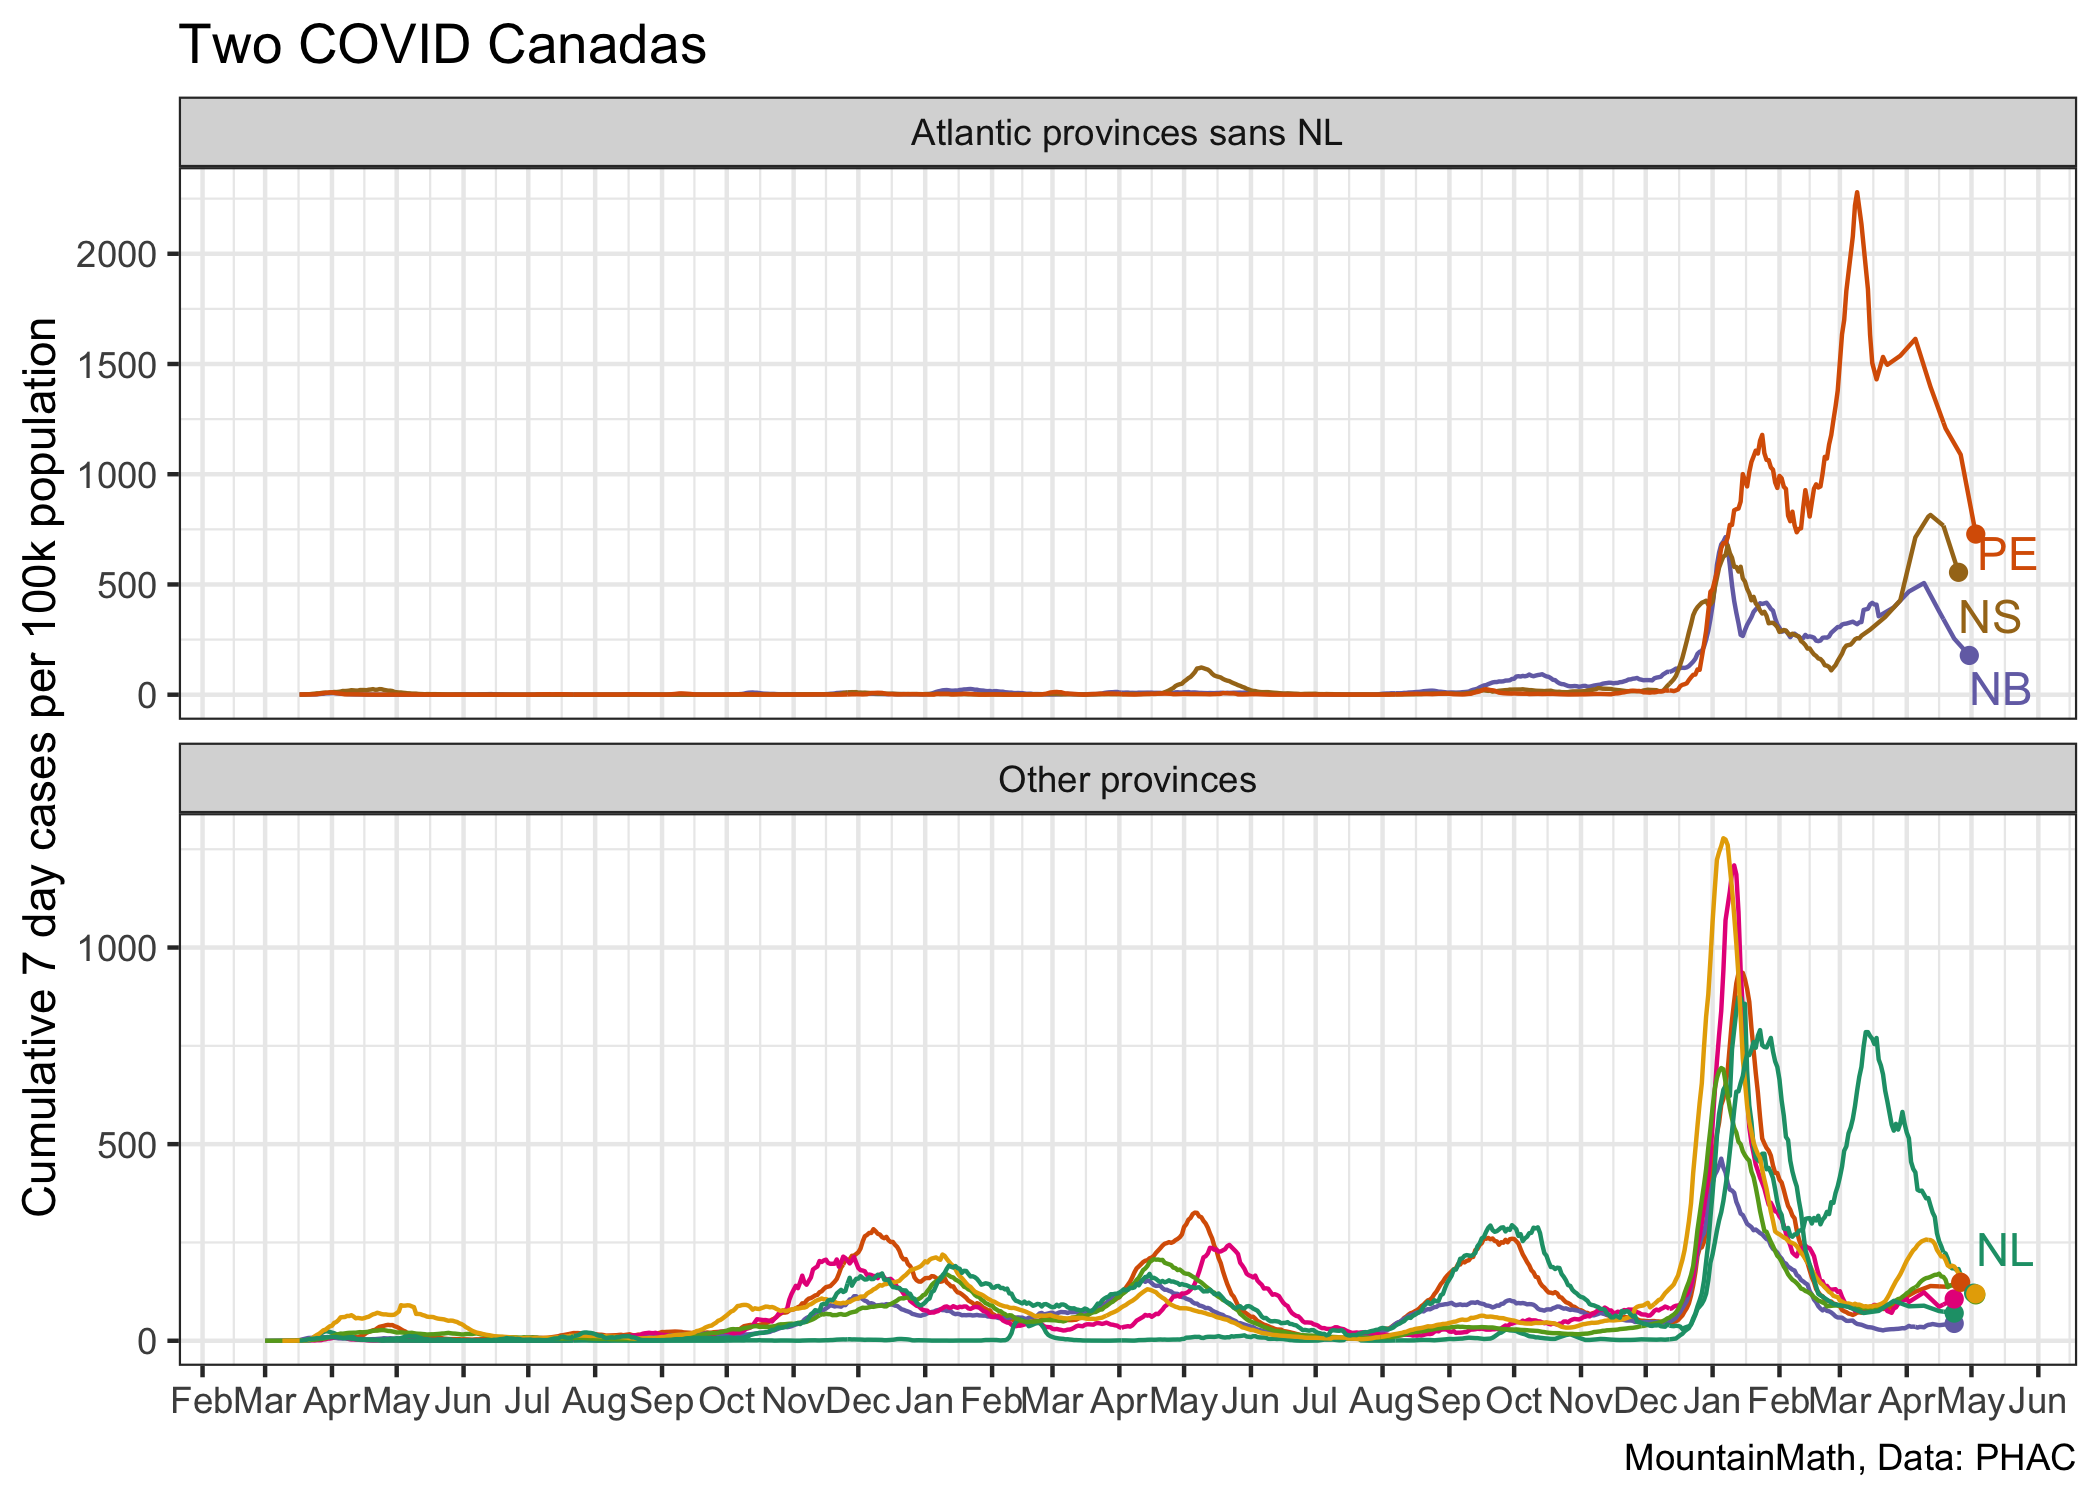 Two COVID Canadas
Atlantic provinces sans NL
Cumulative 7 day cases per 100k population
2000
1500
1000
500
0
PE
NS
NB
Other provinces
1000
500
0
NL
Feb Mar Apr May Jun Jul Aug Sep Oct Nov Dec Jan Feb Mar Apr May Jun Jul Aug Sep Oct Nov Dec Jan Feb Mar Apr May Jun
MountainMath, Data: PHAC